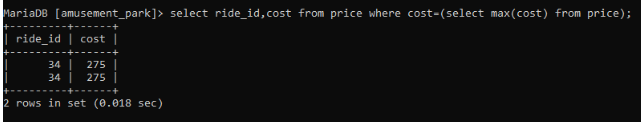 MariaDB [amusement_park]> select ride_id,cost from price where cost=(select max(cost) from price);
+---------+------+
| ride_id | cost |
+---------+------+
|      34 |  275 |
|      34 |  275 |
+---------+------+
2 rows in set (0.018 sec)